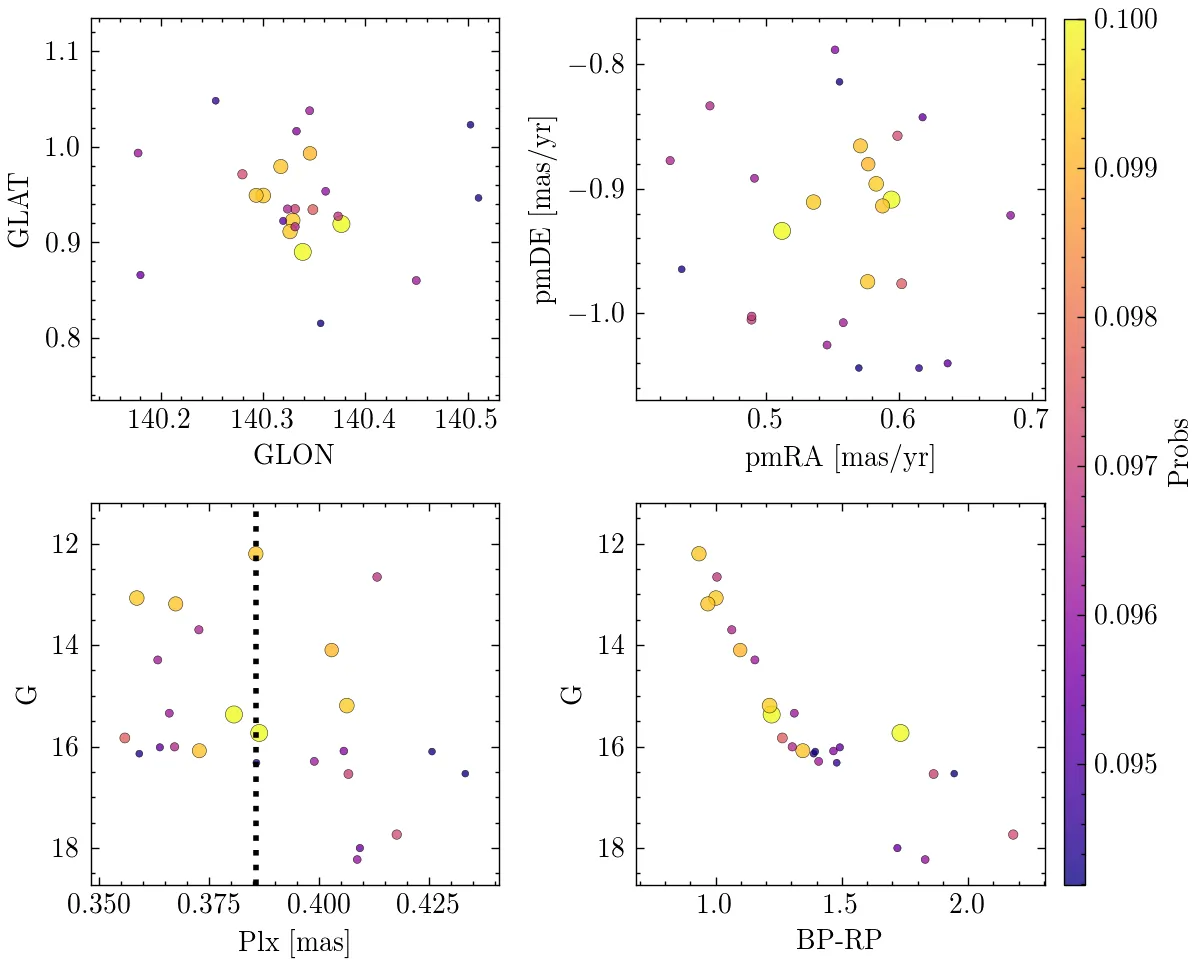 1.1
1.0
0.9
0.8
GLAT
140.2 140.3 140.4 140.5
GLON
−0.8
−0.9
−1.0
pmDE [mas/yr]
0.5 0.6 0.7
pmRA [mas/yr]
12
14
16
18
G
0.350 0.375 0.400 0.425
Plx [mas]
12
14
16
18
G
1.0 1.5 2.0
BP-RP
0.100
0.099
0.098
0.097
0.096
0.095
Probs